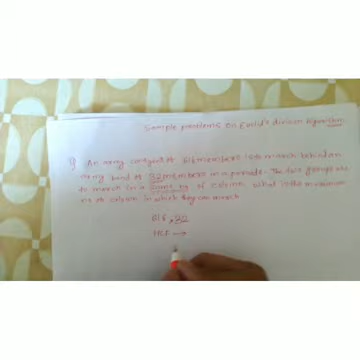 Sample problems on Euclid's division Algorithm
Q An army contingent of 616 members is to march behind an
army band of 32 members in a parade. The two groups are
to march in a same no of column. What is the maximum
no of column in which they can march
616, 32
HCF →